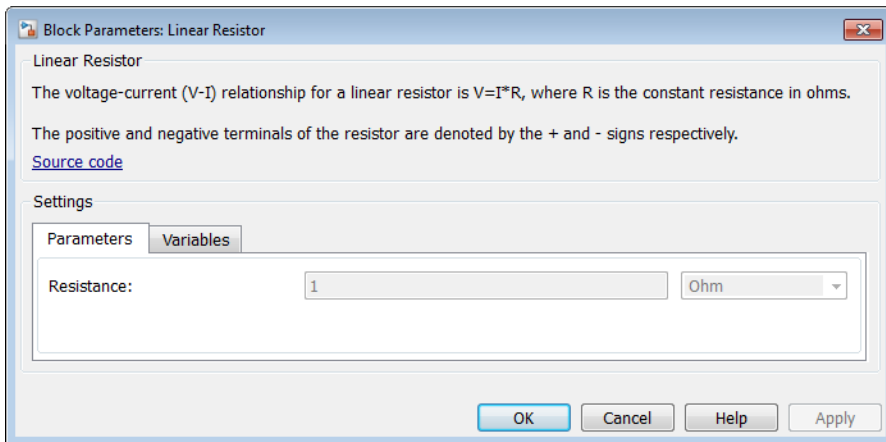 Block Parameters: Linear Resistor
Linear Resistor
The voltage-current (V-I) relationship for a linear resistor is V=I*R, where R is the constant resistance in ohms.
The positive and negative terminals of the resistor are denoted by the + and - signs respectively.
Source code
Settings
Parameters Variables
Resistance: 1 Ohm
OK Cancel Help Apply